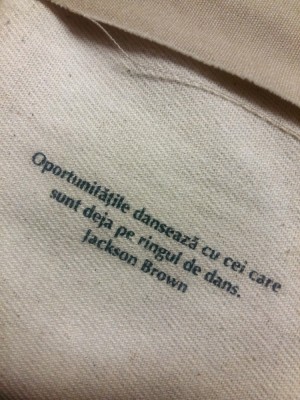 Oportunitățile dansează cu cei care
sunt deja pe ringul de dans.
Jackson Brown